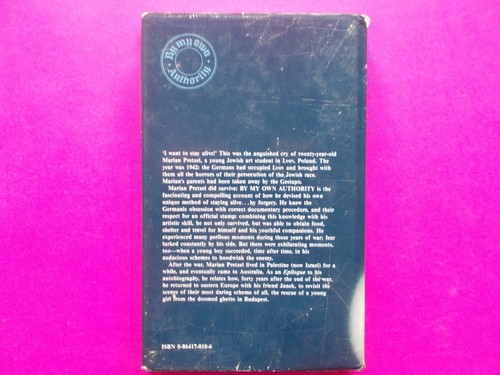 By my own
Authority
'I want to stay alive!' This was the anguished cry of twenty-year-old
Marian Pretzel, a young Jewish art student in Lvov, Poland. The
year was 1942: the Germans had occupied Lvov and brought with
them all the horrors of their persecution of the Jewish race.
Marian's parents had been taken away by the Gestapo.
Marian Pretzel did survive: BY MY OWN AUTHORITY is the
fascinating and compelling account of how he devised his own
unique method of staying alive...by forgery. He knew the
Germanic obsession with correct documentary procedure, and their
respect for an official stamp: combining this knowledge with his
artistic skill, he not only survived, but was able to obtain food,
shelter and travel for himself and his youthful companions. He
experienced many perilous moments during those years of war; fear
lurked constantly by his side. But there were exhilarating moments,
too—when a young boy succeeded, time after time, in his
audacious schemes to hoodwink the enemy.
After the war, Marian Pretzel lived in Palestine (now Israel) for a
while, and eventually came to Australia. As an Epilogue to his
autobiography, he relates how, forty years after the end of the war,
he returned to eastern Europe with his friend Janek, to revisit the
scenes of their most daring scheme of all, the rescue of a young
girl from the doomed ghetto in Budapest.
ISBN 0-86417-010-6